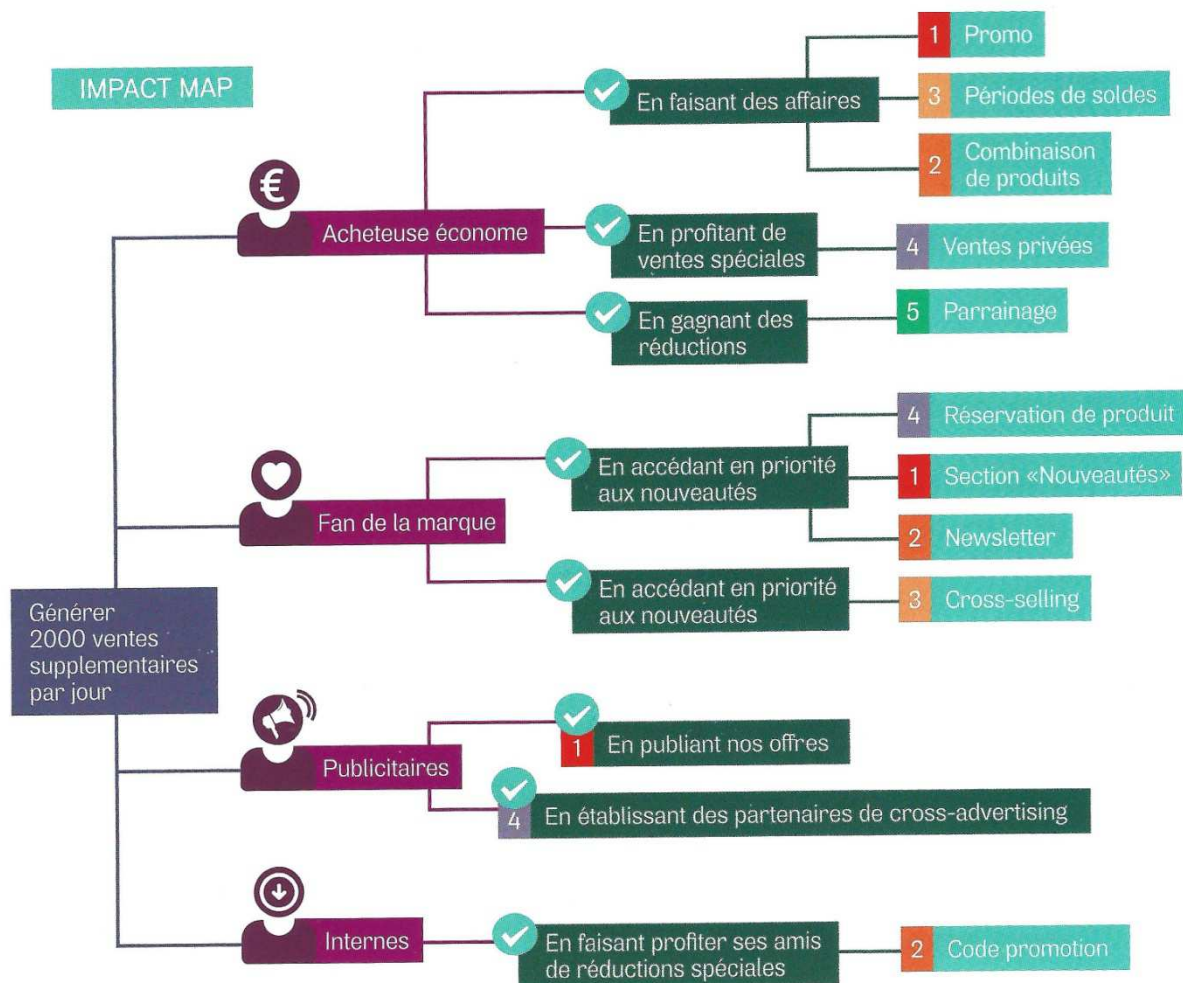 IMPACT MAP
€
Acheteuse économe
En faisant des affaires
1 Promo
3 Périodes de soldes
2 Combinaison
de produits
En profitant de
ventes spéciales
4 Ventes privées
En gagnant des
réductions
5 Parrainage
Fan de la marque
En accédant en priorité
aux nouveautés
4 Réservation de produit
1 Section «Nouveautés»
2 Newsletter
En accédant en priorité
aux nouveautés
3 Cross-selling
Générer
2000 ventes
supplementaires
par jour
Publicitaires
1 En publiant nos offres
4 En établissant des partenaires de cross-advertising
Internes
En faisant profiter ses amis
de réductions spéciales
2 Code promotion